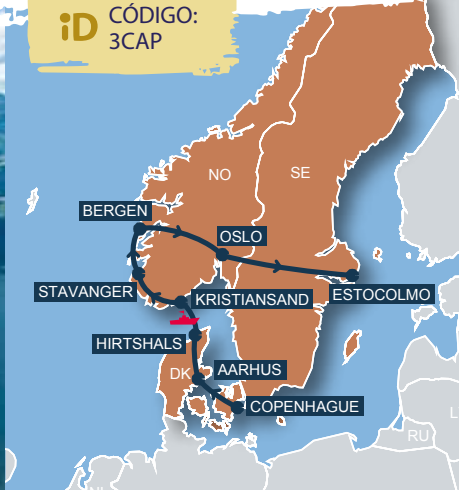 iD CÓDIGO:
3CAP
NO
SE
BERGEN
OSLO
STAVANGER
KRISTIANSAND
ESTOCOLMO
HIRTSHALS
AARHUS
DK
COPENHAGUE
L
RU